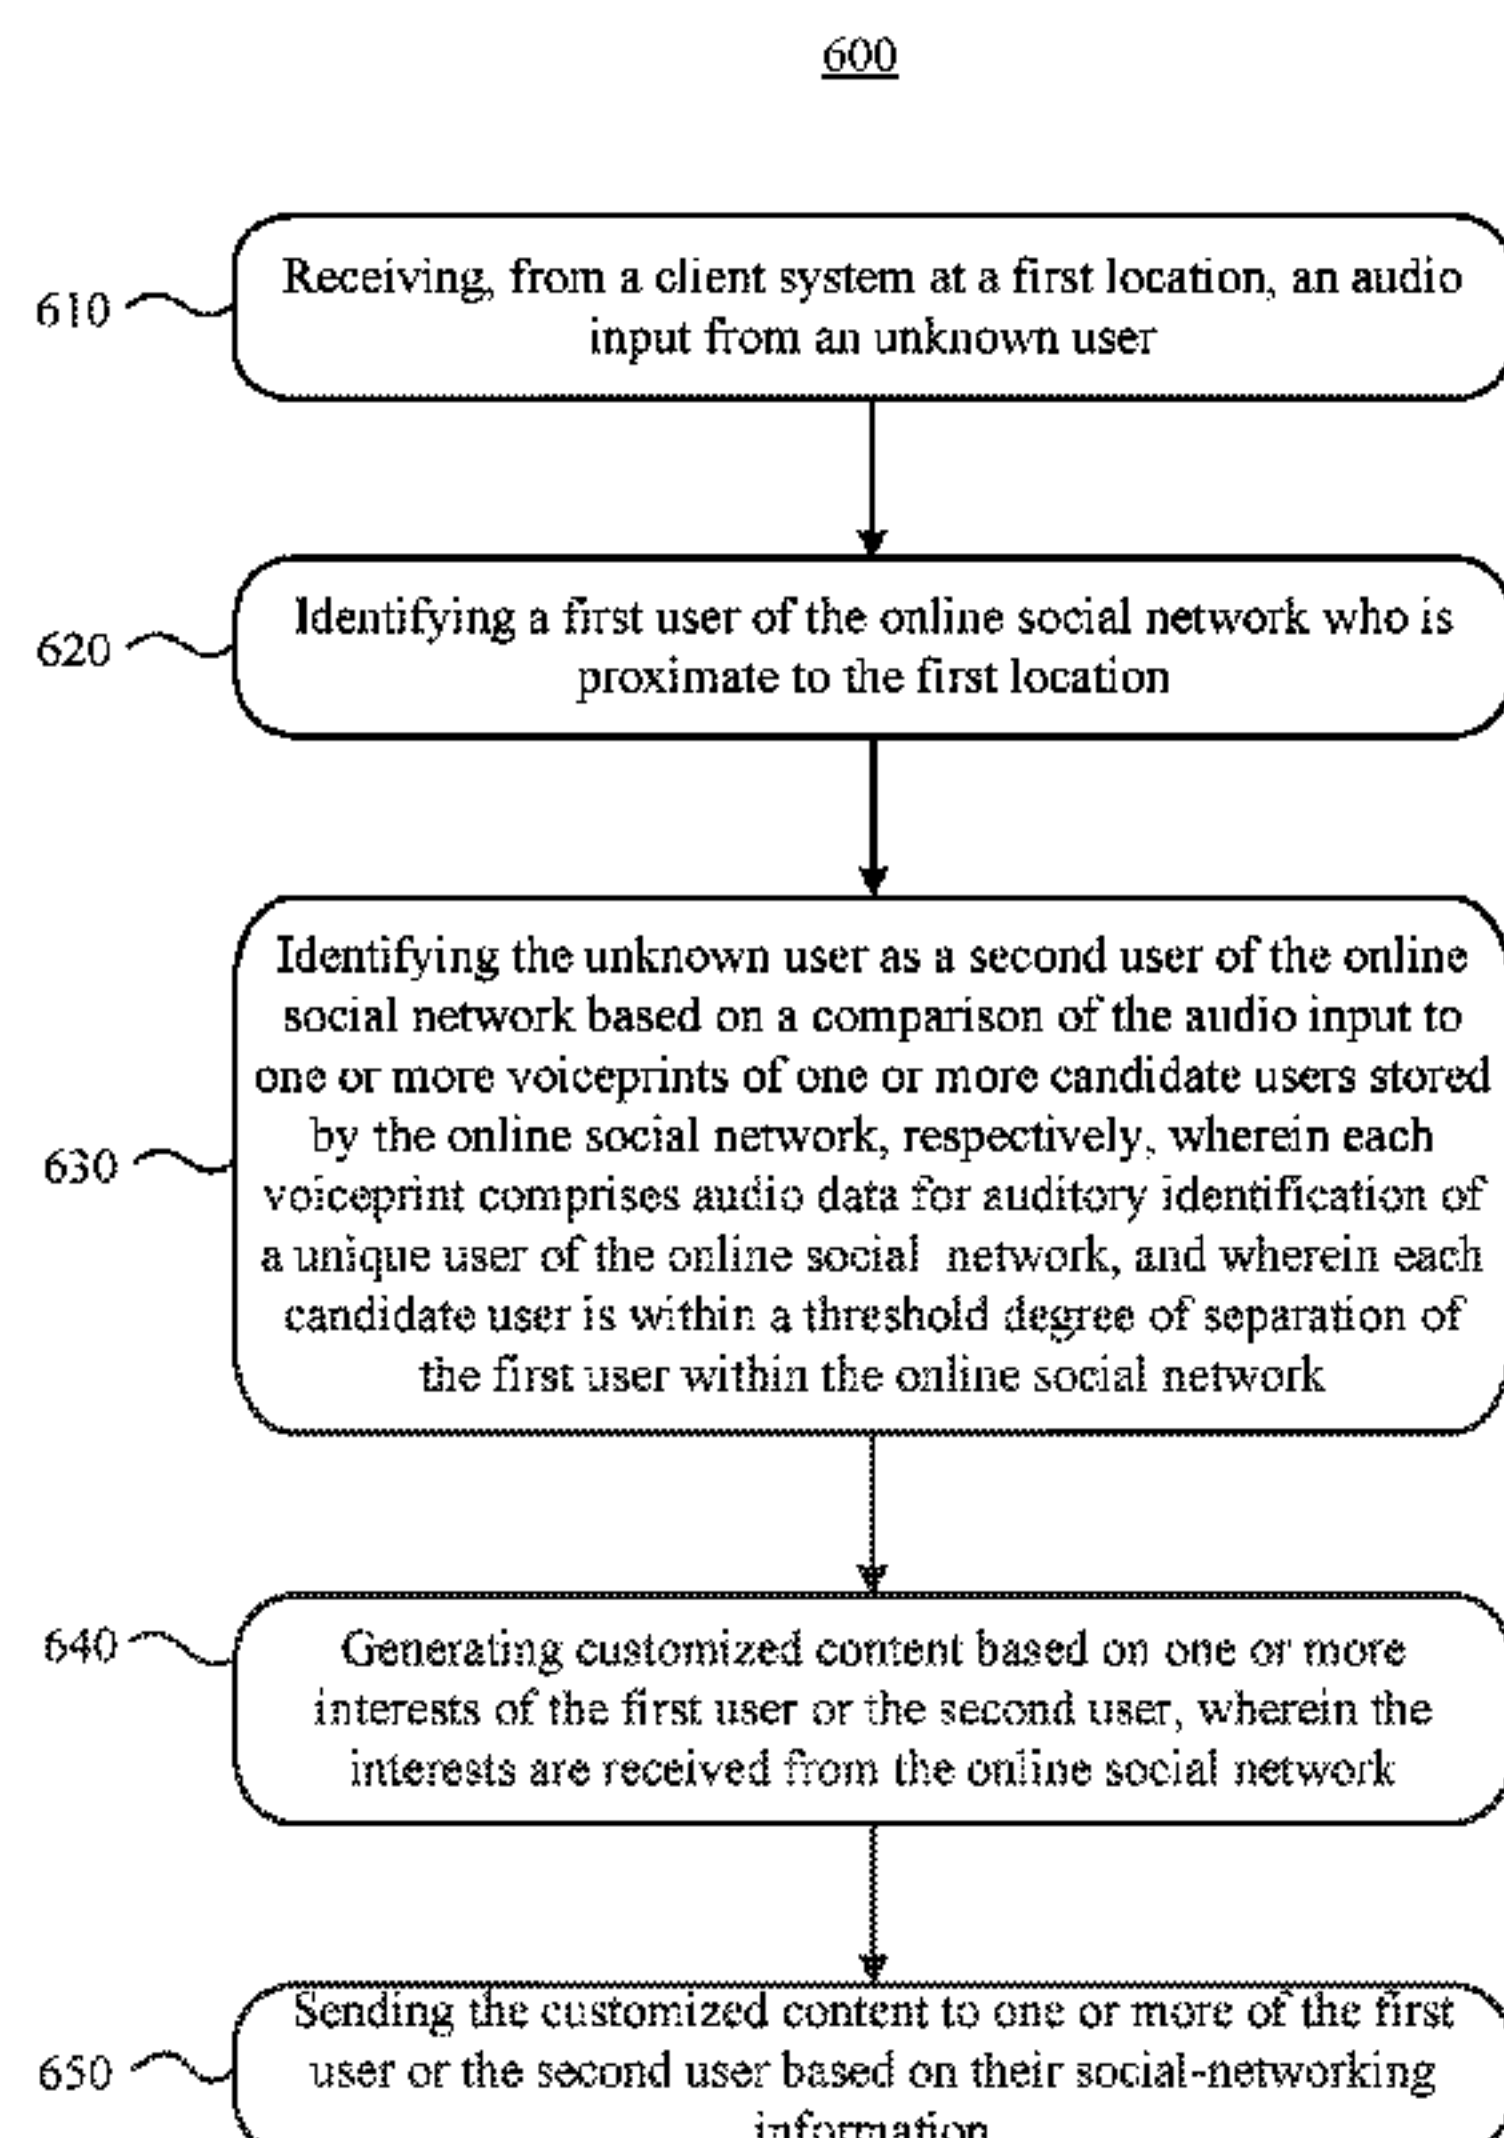 600
610
Receiving, from a client system at a first location, an audio
input from an unknown user
620
Identifying a first user of the online social network who is
proximate to the first location
630
Identifying the unknown user as a second user of the online
social network based on a comparison of the audio input to
one or more voiceprints of one or more candidate users stored
by the online social network, respectively, wherein each
voiceprint comprises audio data for auditory identification of
a unique user of the online social network, and wherein each
candidate user is within a threshold degree of separation of
the first user within the online social network
640
Generating customized content based on one or more
interests of the first user or the second user, wherein the
interests are received from the online social network
650
Sending the customized content to one or more of the first
user or the second user based on their social-networking
information